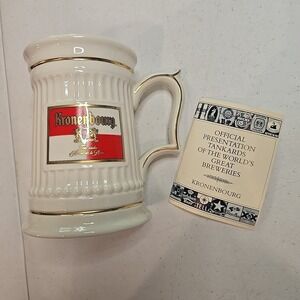 Kronenbourg
OFFICIAL
PRESENTATION
TANKARDS
OF THE WORLD'S
GREAT
BREWERIES
KRONENBOURG